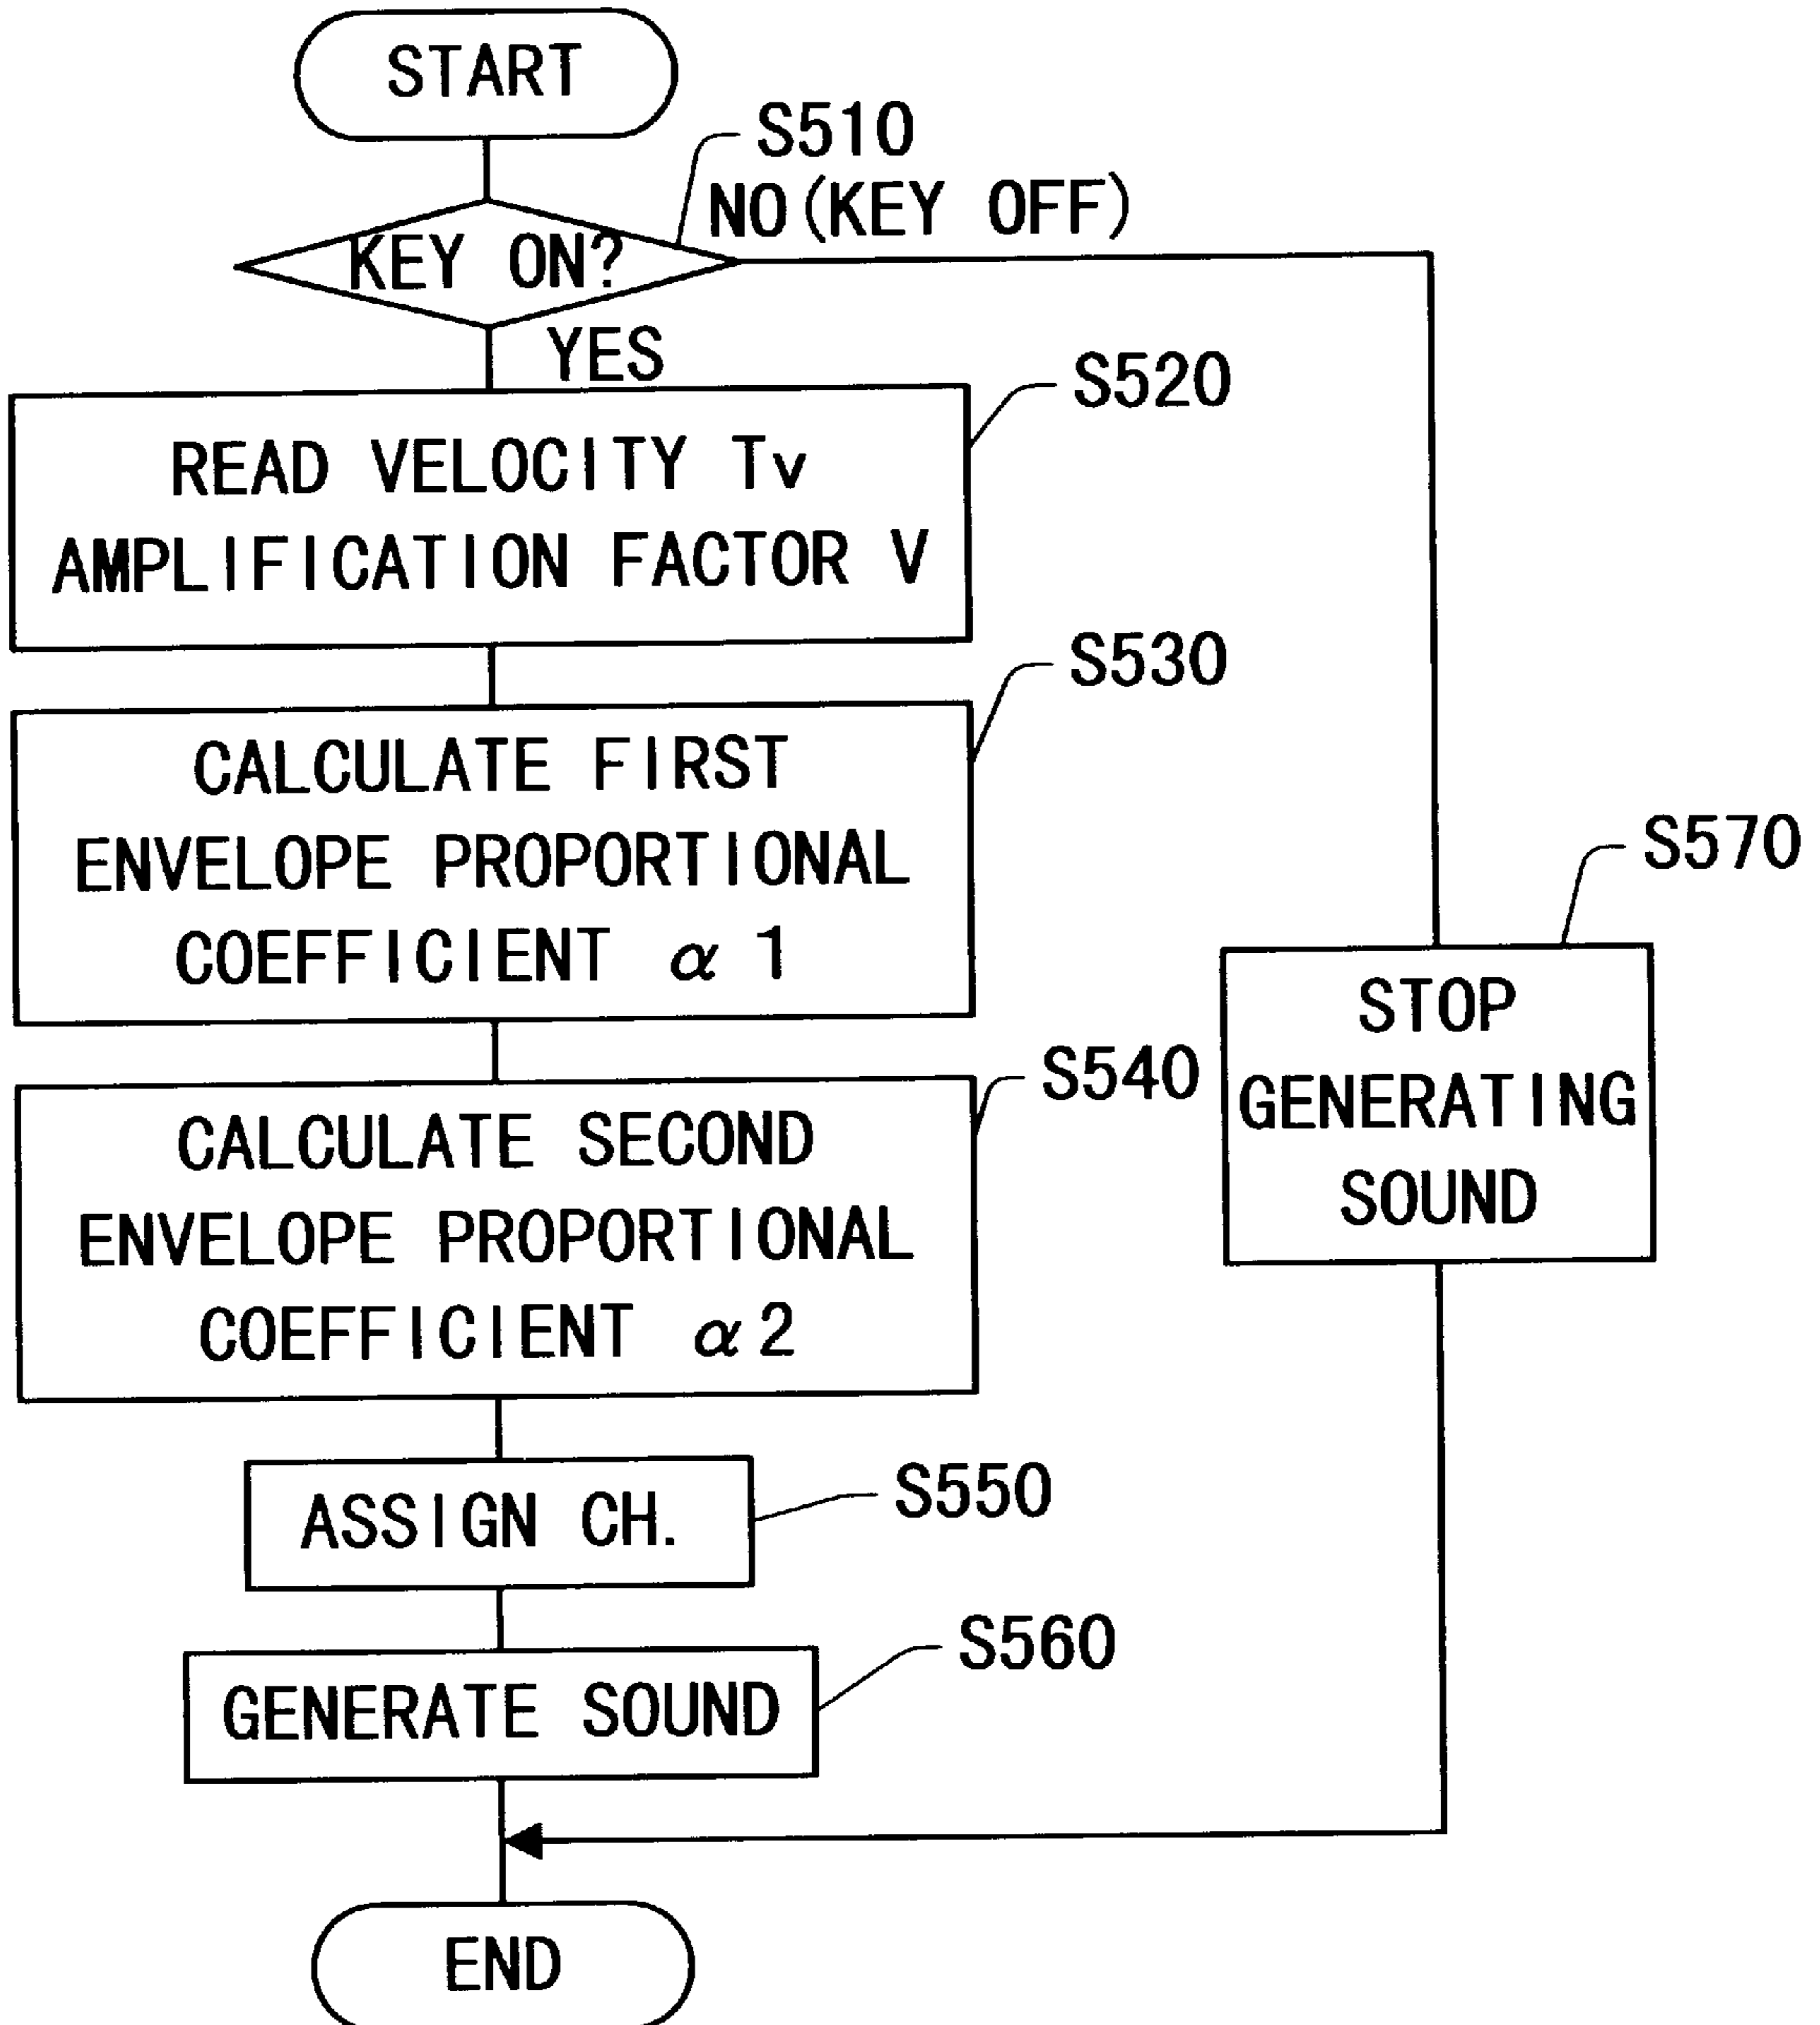 START
S510
NO(KEY OFF)
KEY ON?
YES
S520
READ VELOCITY Tv
AMPLIFICATION FACTOR V
S530
CALCULATE FIRST
ENVELOPE PROPORTIONAL
COEFFICIENT α 1
S570
STOP
GENERATING
SOUND
S540
CALCULATE SECOND
ENVELOPE PROPORTIONAL
COEFFICIENT α2
S550
ASSIGN CH.
S560
GENERATE SOUND
END